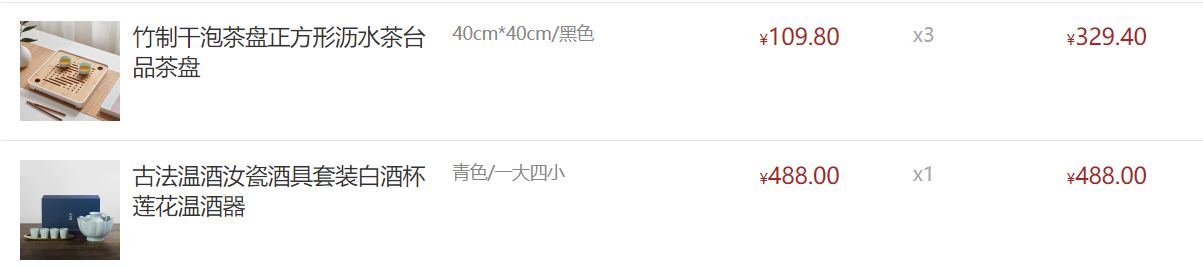 竹制干泡茶盘正方形沥水茶台
品茶盘
40cm*40cm/黑色
¥109.80
x3
¥329.40
古法温酒汝瓷酒具套装白酒杯
莲花温酒器
青色/一大四小
¥488.00
x1
¥488.00